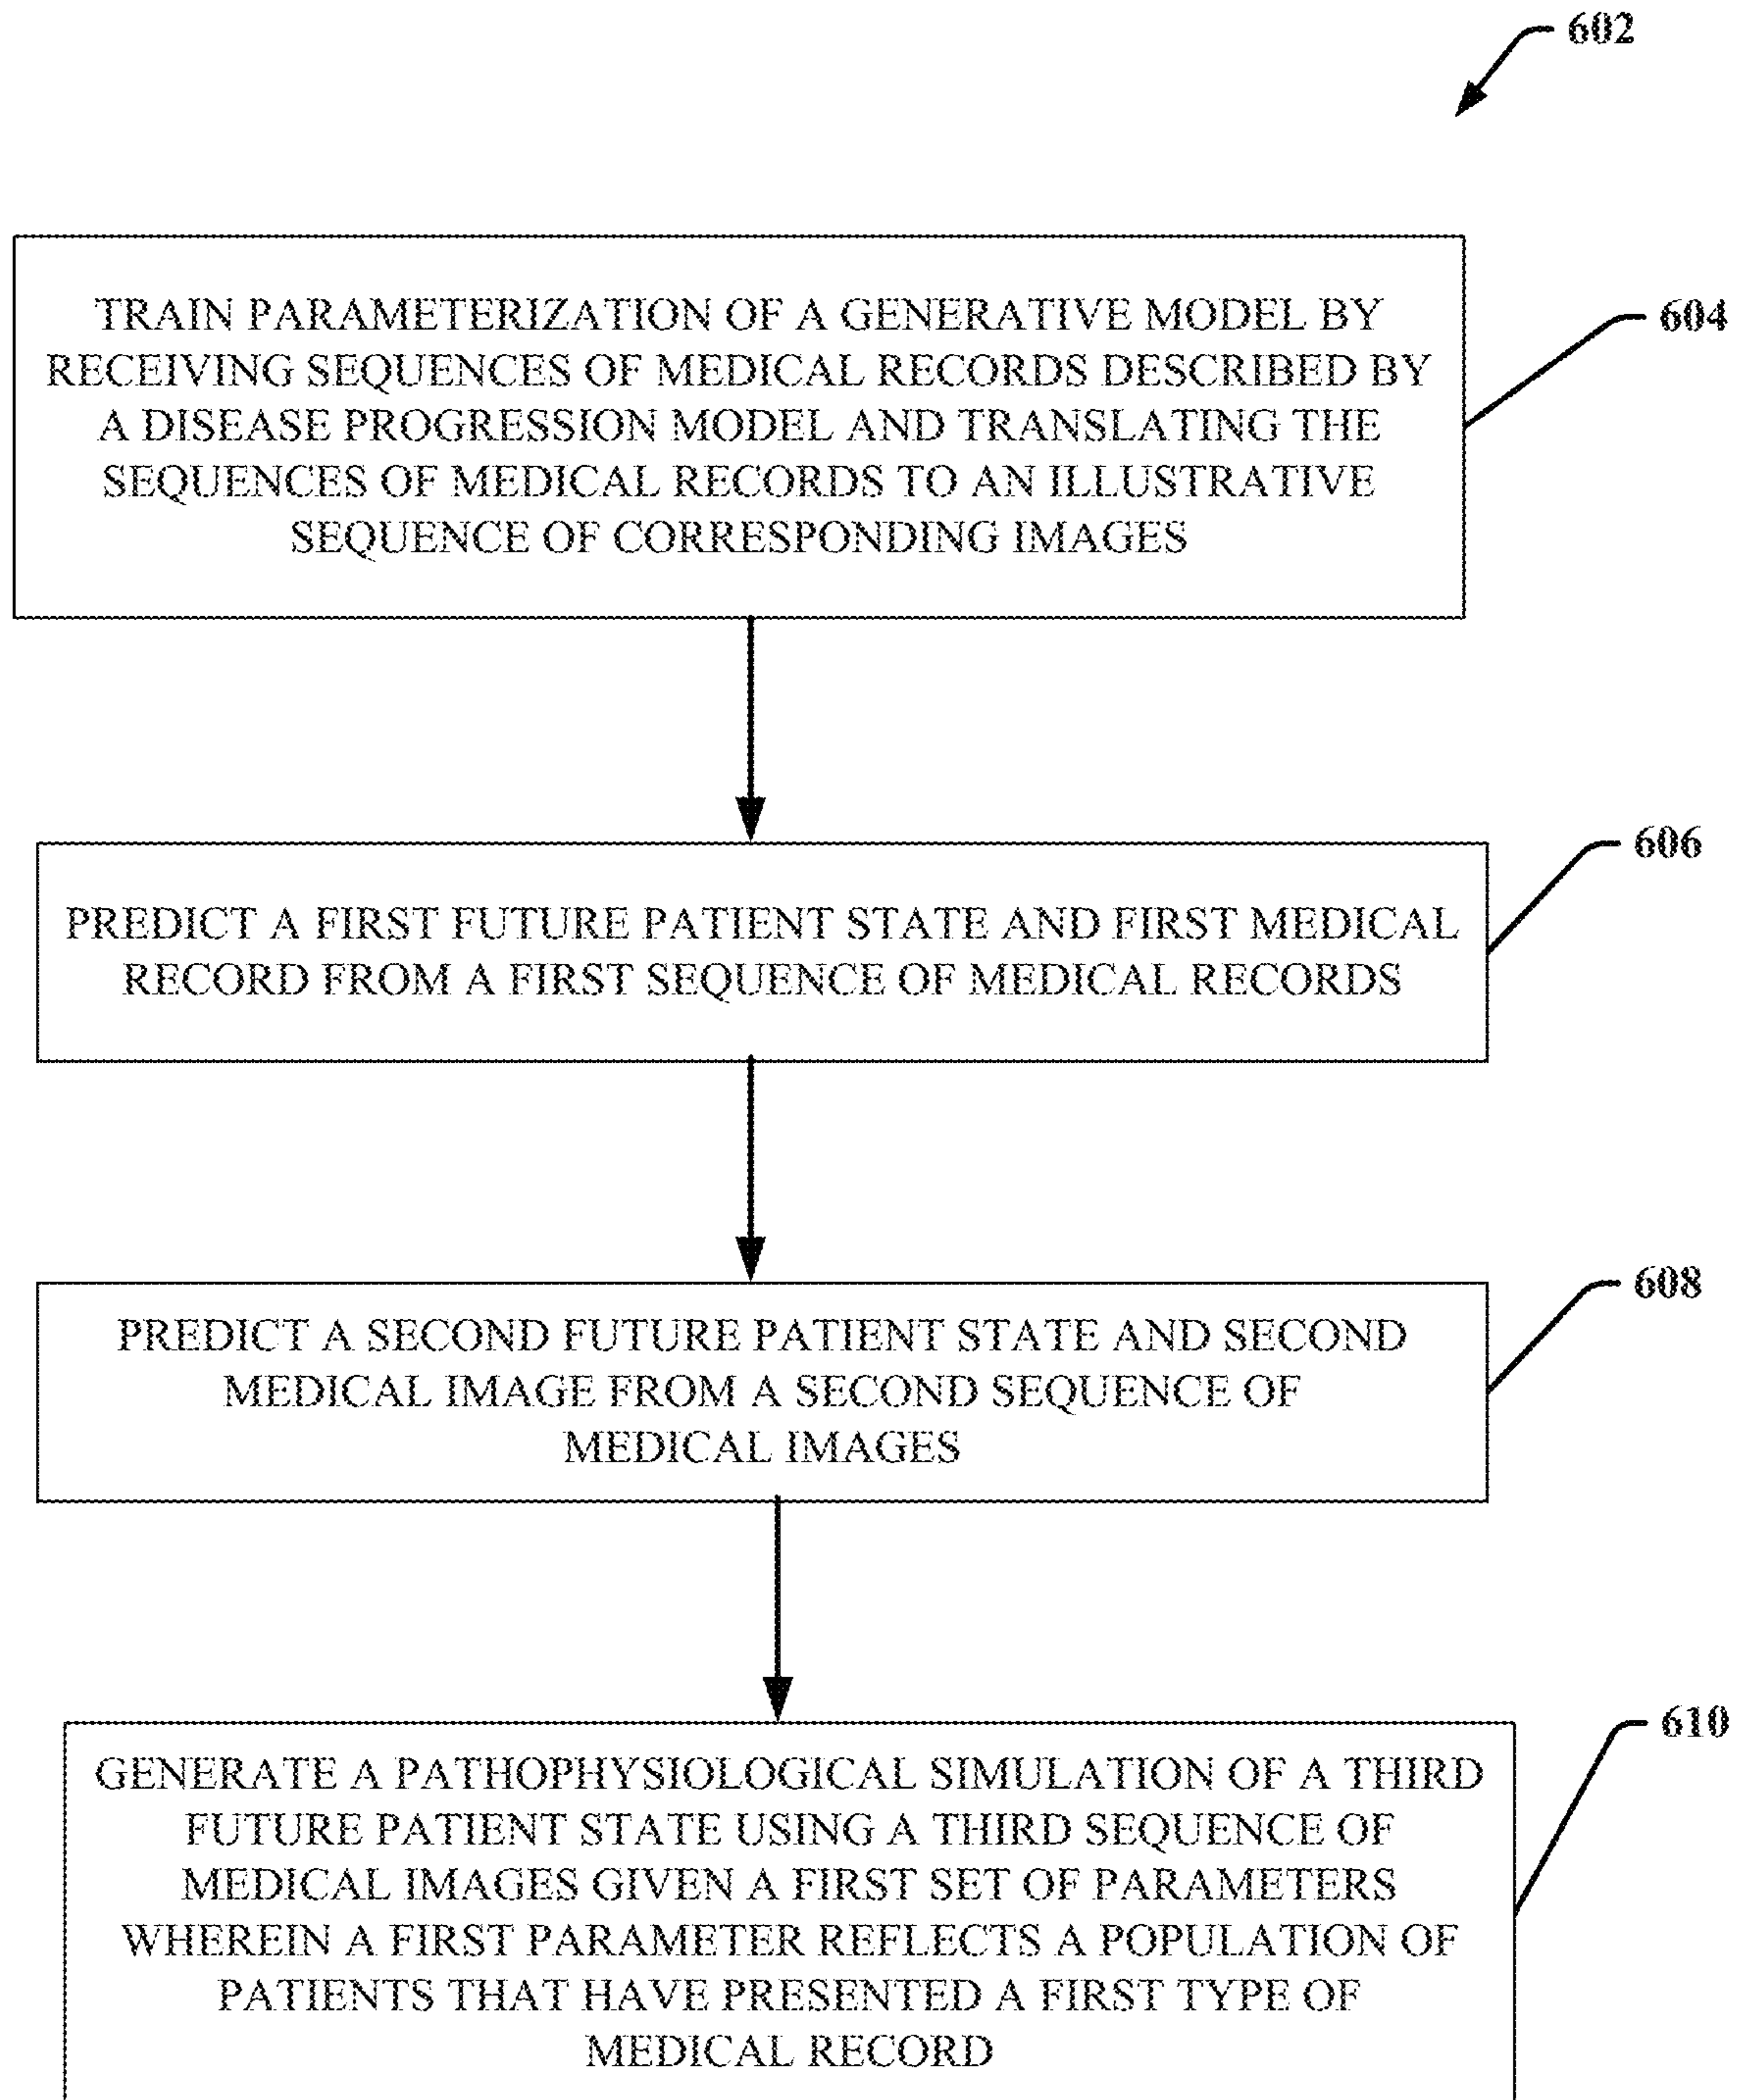 602
TRAIN PARAMETERIZATION OF A GENERATIVE MODEL BY
RECEIVING SEQUENCES OF MEDICAL RECORDS DESCRIBED BY
A DISEASE PROGRESSION MODEL AND TRANSLATING THE
SEQUENCES OF MEDICAL RECORDS TO AN ILLUSTRATIVE
SEQUENCE OF CORRESPONDING IMAGES
604
PREDICT A FIRST FUTURE PATIENT STATE AND FIRST MEDICAL
RECORD FROM A FIRST SEQUENCE OF MEDICAL RECORDS
606
PREDICT A SECOND FUTURE PATIENT STATE AND SECOND
MEDICAL IMAGE FROM A SECOND SEQUENCE OF
MEDICAL IMAGES
608
GENERATE A PATHOPHYSIOLOGICAL SIMULATION OF A THIRD
FUTURE PATIENT STATE USING A THIRD SEQUENCE OF
MEDICAL IMAGES GIVEN A FIRST SET OF PARAMETERS
WHEREIN A FIRST PARAMETER REFLECTS A POPULATION OF
PATIENTS THAT HAVE PRESENTED A FIRST TYPE OF
MEDICAL RECORD
610